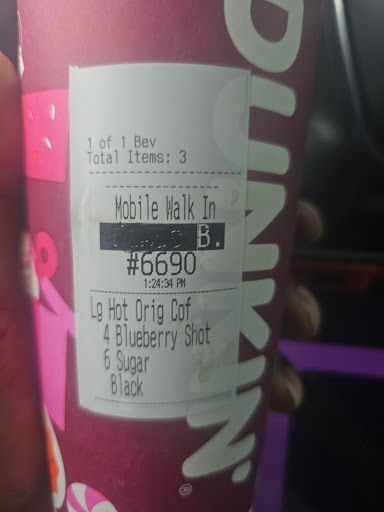 DUNKIN'
1 of 1 Bev
Total Items: 3
Mobile Walk In
B.
#6690
1:24:34 PM
Lg Hot Orig Cof
4 Blueberry Shot
6 Sugar
Black